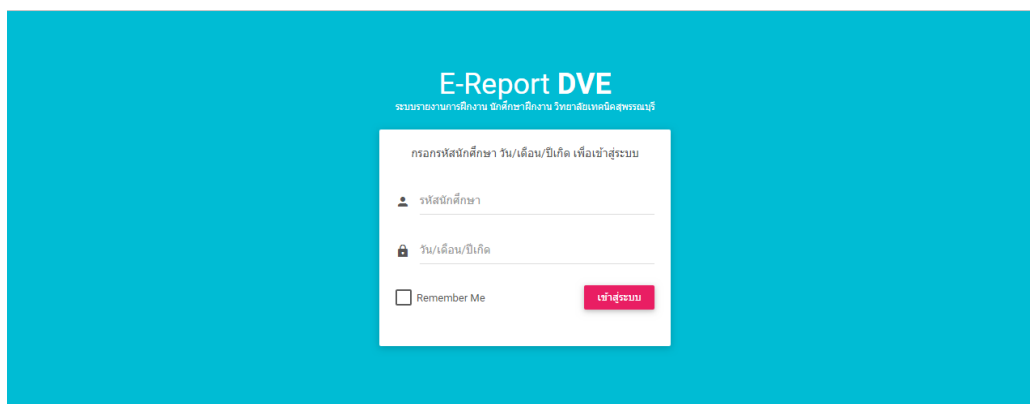 E-Report DVE
ระบบรายงานการฝึกงาน นักศึกษาฝึกงาน วิทยาลัยเทคนิคสุพรรณบุรี
กรอกรหัสนักศึกษา วัน/เดือน/ปีเกิด เพื่อเข้าสู่ระบบ
รหัสนักศึกษา
วัน/เดือน/ปีเกิด
Remember Me เข้าสู่ระบบ